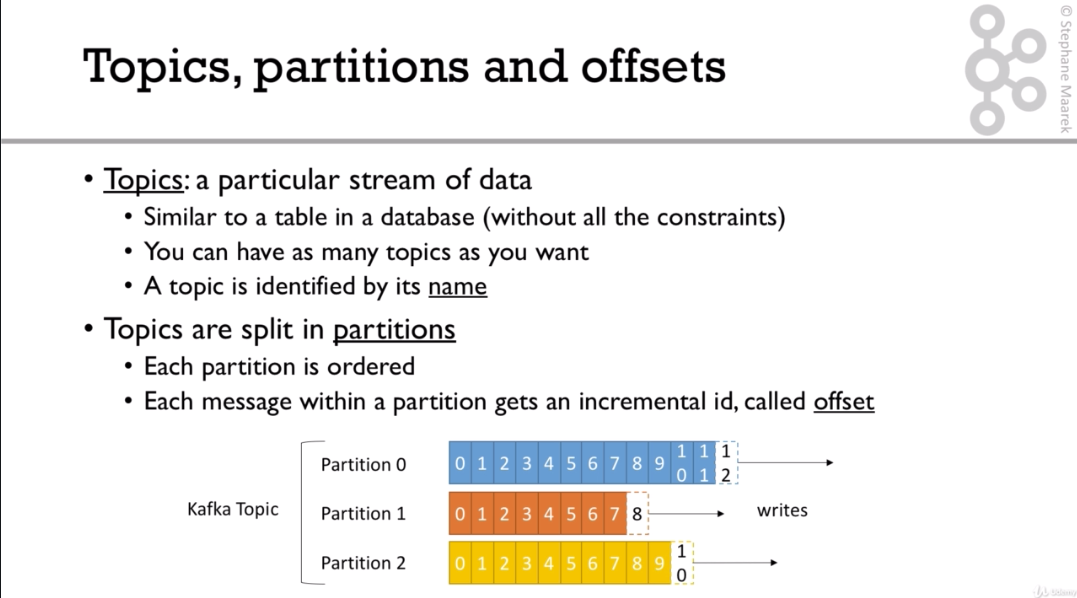 Topics, partitions and offsets
© Stephane Maarek
• Topics: a particular stream of data
• Similar to a table in a database (without all the constraints)
• You can have as many topics as you want
• A topic is identified by its name
• Topics are split in partitions
• Each partition is ordered
• Each message within a partition gets an incremental id, called offset
Kafka Topic
Partition 0 0 1 2 3 4 5 6 7 8 9 10 11 12
Partition 1 0 1 2 3 4 5 6 7 8
writes
Partition 2 0 1 2 3 4 5 6 7 8 9 10
Udemy